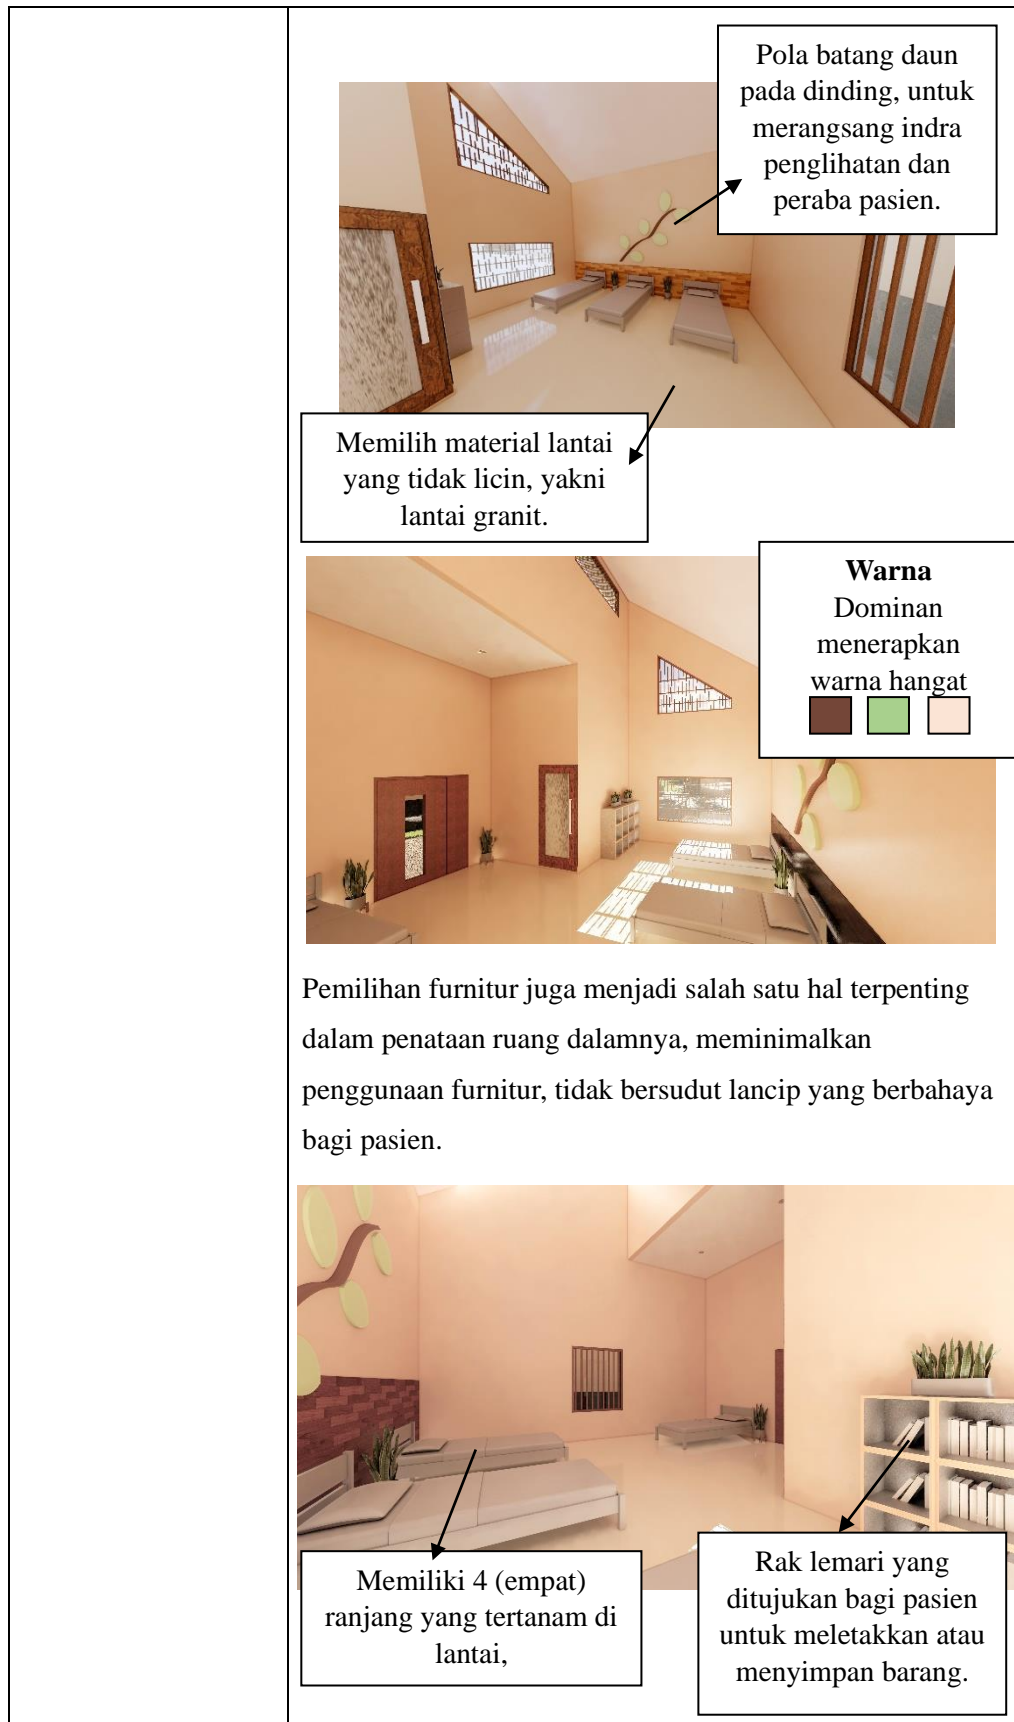 Pola batang daun
pada dinding, untuk
merangsang indra
penglihatan dan
peraba pasien.
Memilih material lantai
yang tidak licin, yakni
lantai granit.
Warna
Dominan
menerapkan
warna hangat
Pemilihan furnitur juga menjadi salah satu hal terpenting
dalam penataan ruang dalamnya, meminimalkan
penggunaan furnitur, tidak bersudut lancip yang berbahaya
bagi pasien.
Memiliki 4 (empat)
ranjang yang tertanam di
lantai,
Rak lemari yang
ditujukan bagi pasien
untuk meletakkan atau
menyimpan barang.